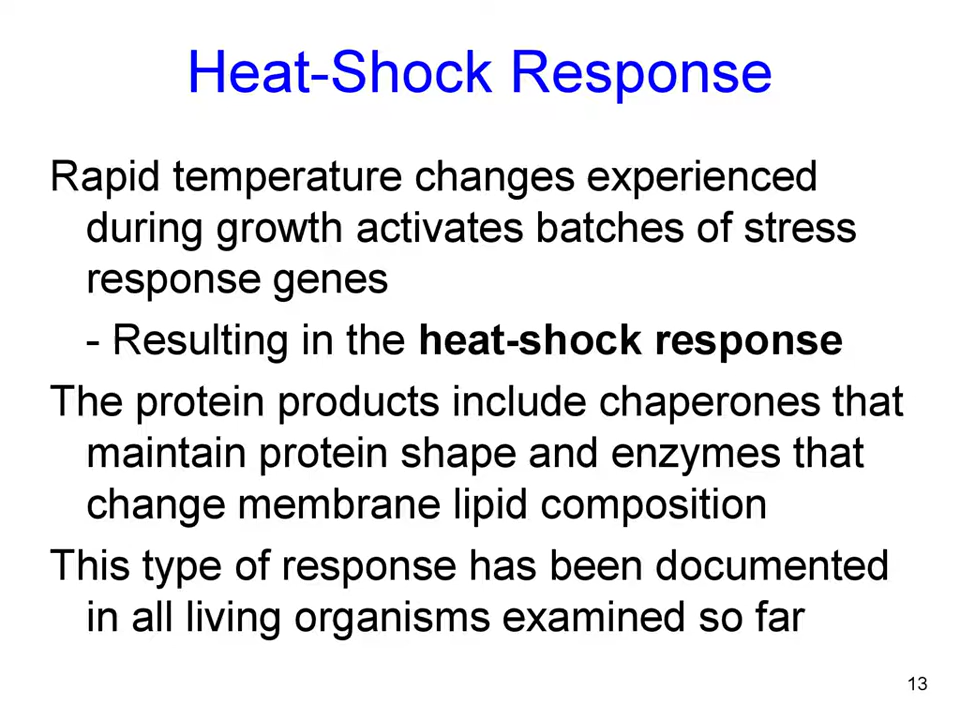 Heat-Shock Response
Rapid temperature changes experienced
during growth activates batches of stress
response genes
- Resulting in the heat-shock response
The protein products include chaperones that
maintain protein shape and enzymes that
change membrane lipid composition
This type of response has been documented
in all living organisms examined so far
13